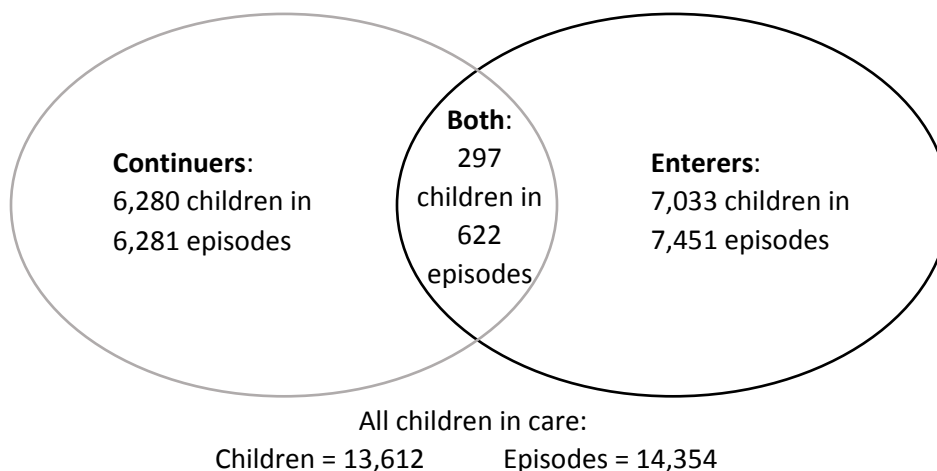 Continuers:
6,280 children in
6,281 episodes
Both:
297
children in
622
episodes
Enterers:
7,033 children in
7,451 episodes
All children in care:
Children = 13,612 Episodes = 14,354